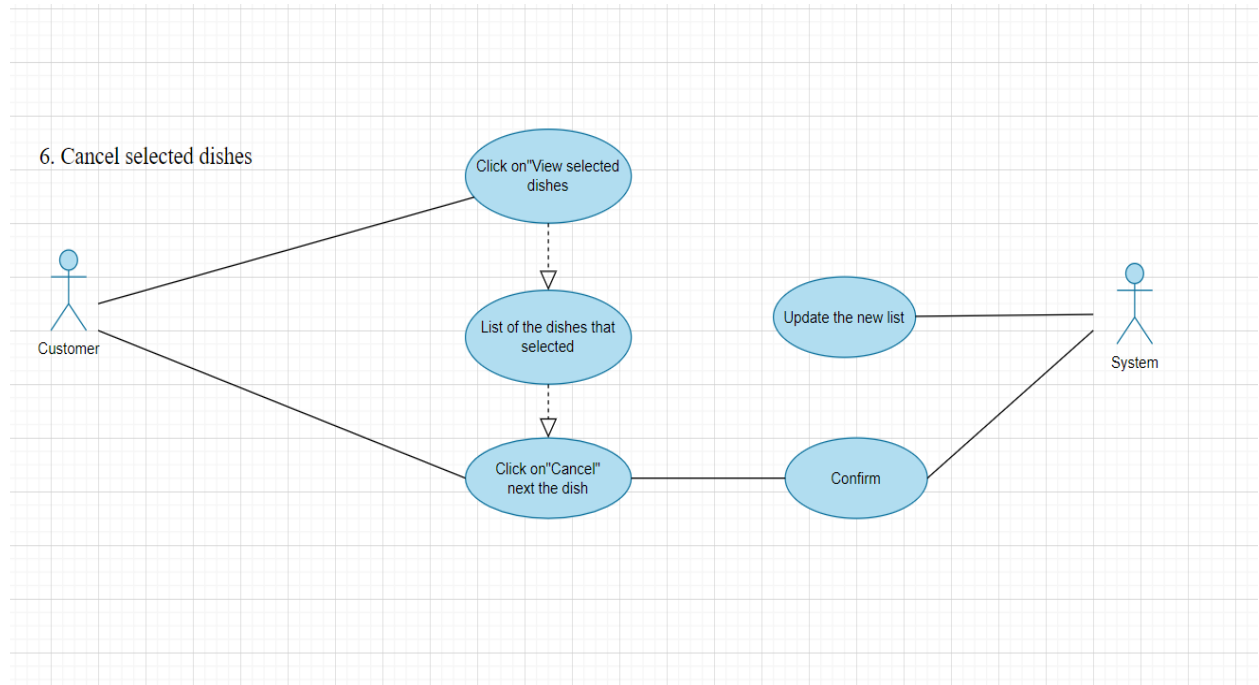 6. Cancel selected dishes
Click on"View selected
dishes
List of the dishes that
selected
Update the new list
Customer
System
Click on"Cancel"
next the dish
Confirm